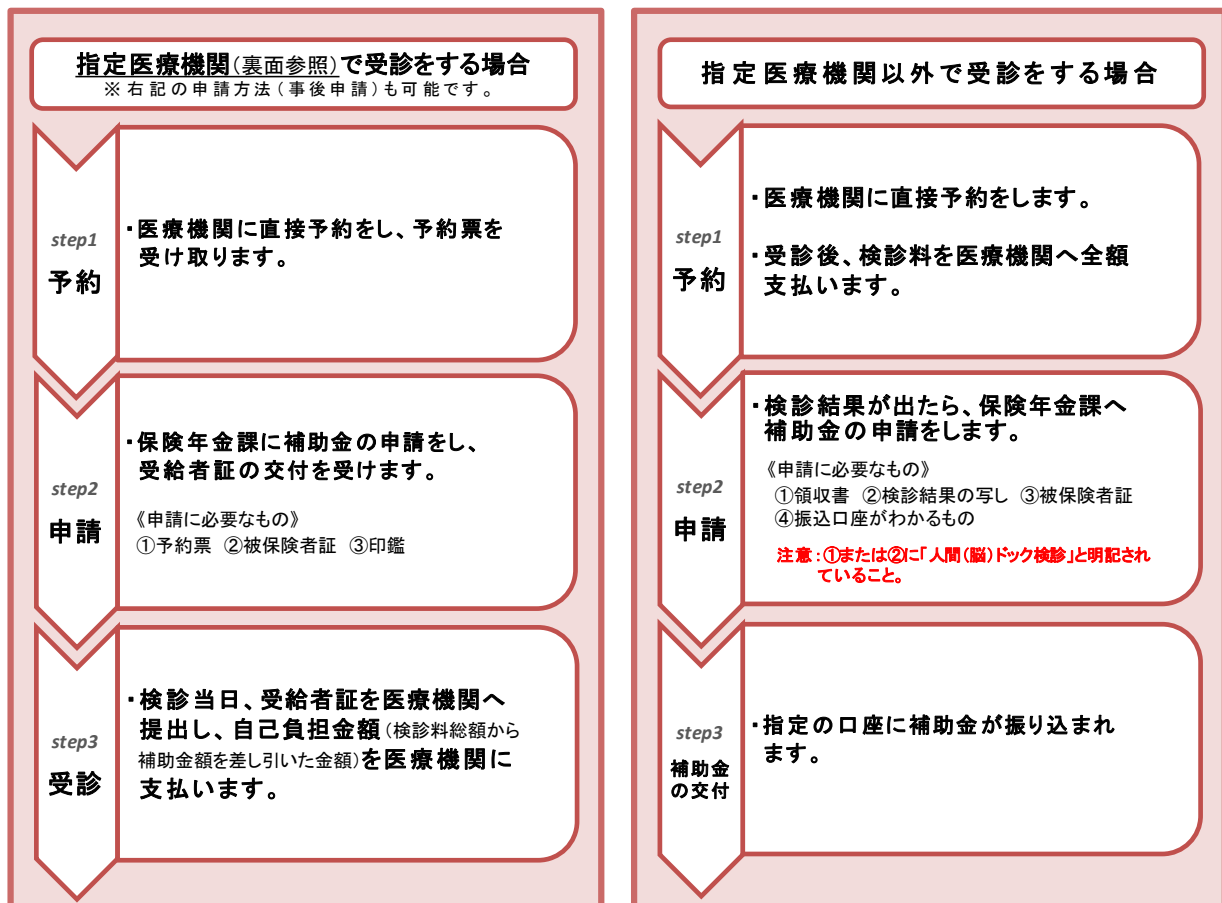 指定医療機関(裏面参照)で受診をする場合
※右記の申請方法(事後申請)も可能です。
step1
予約
・医療機関に直接予約をし、予約票を
受け取ります。
step2
申請
・保険年金課に補助金の申請をし、
受給者証の交付を受けます。
《申請に必要なもの》
①予約票 ②被保険者証 ③印鑑
step3
受診
・検診当日、受給者証を医療機関へ
提出し、自己負担金額(検診料総額から
補助金額を差し引いた金額)を医療機関に
支払います。
指定医療機関以外で受診をする場合
step1
予約
・医療機関に直接予約をします。
・受診後、検診料を医療機関へ全額
支払います。
step2
申請
・検診結果が出たら、保険年金課へ
補助金の申請をします。
《申請に必要なもの》
①領収書 ②検診結果の写し ③被保険者証
④振込口座がわかるもの
注意:①または②に「人間(脳)ドック検診」と明記され
ていること。
step3
補助金
の交付
・指定の口座に補助金が振り込まれ
ます。